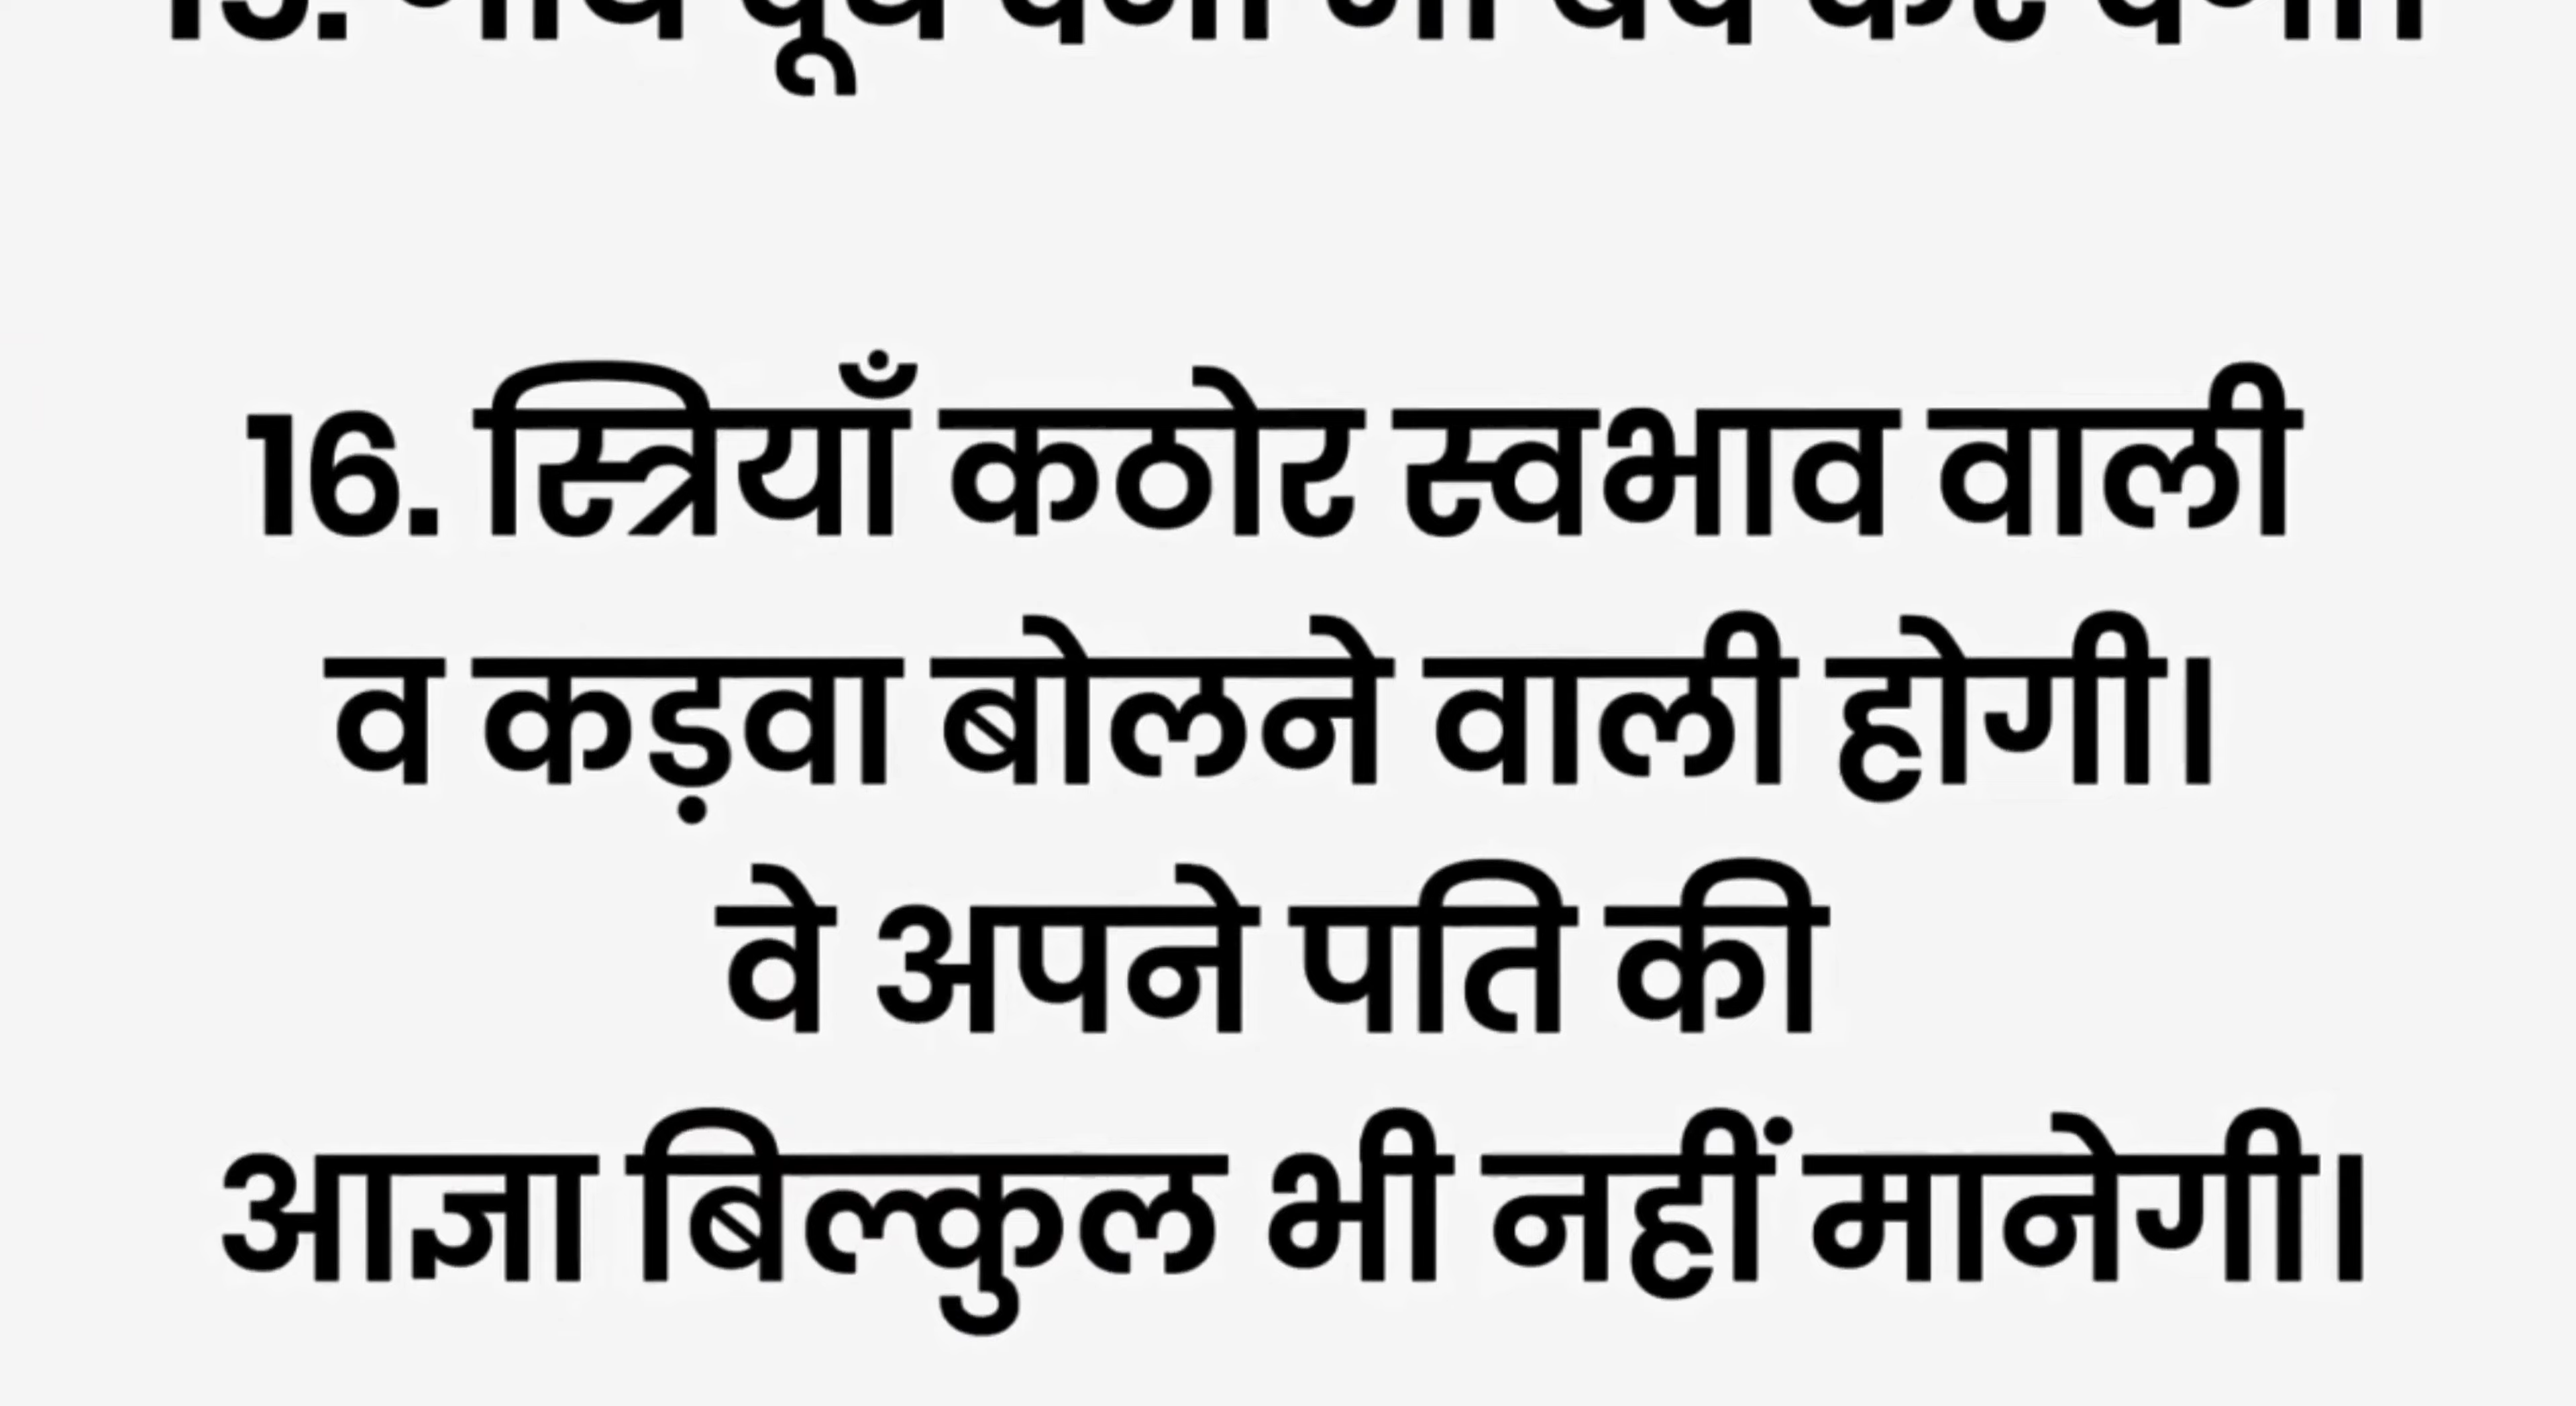 16. स्त्रियाँ कठोर स्वभाव वाली
व कड़वा बोलने वाली होगी।
वे अपने पति की
आज्ञा बिल्कुल भी नहीं मानेगी।